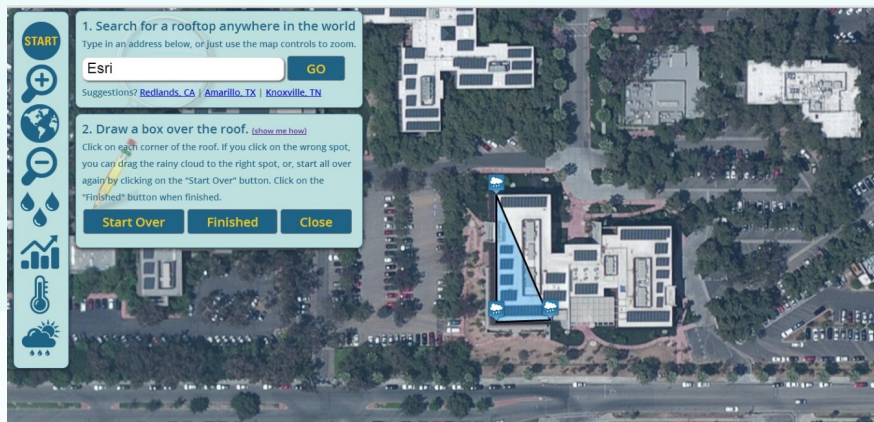 START
1. Search for a rooftop anywhere in the world
Type in an address below, or just use the map controls to zoom.
Esri
GO
Suggestions? Redlands, CA | Amarillo, TX | Knoxville, TN
2. Draw a box over the roof. (show me how)
Click on each corner of the roof. If you click on the wrong spot,
you can drag the rainy cloud to the right spot, or, start all over
again by clicking on the "Start Over" button. Click on the
"Finished" button when finished.
Start Over
Finished
Close